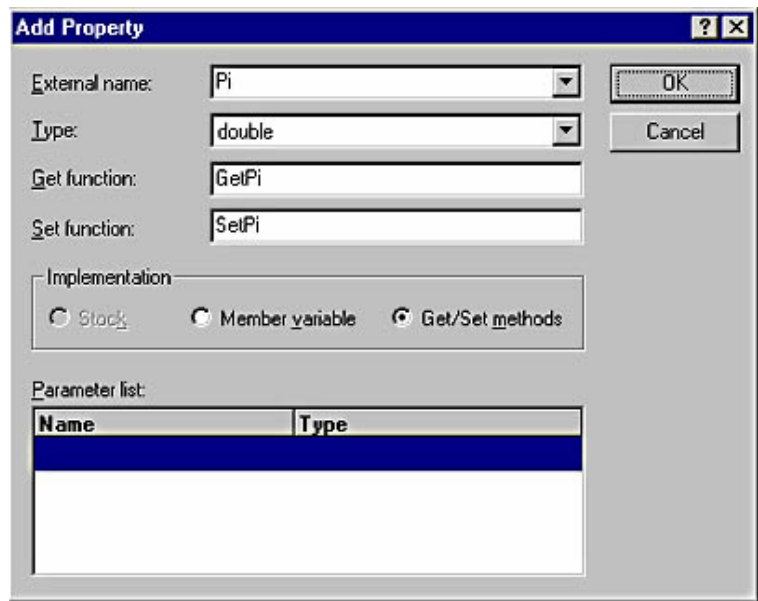 Add Property ? X
External name: Pi OK
Type: double Cancel
Get function: GetPi
Set function: SetPi
Implementation
Stock Member variable Get/Set methods
Parameter list:
Name Type